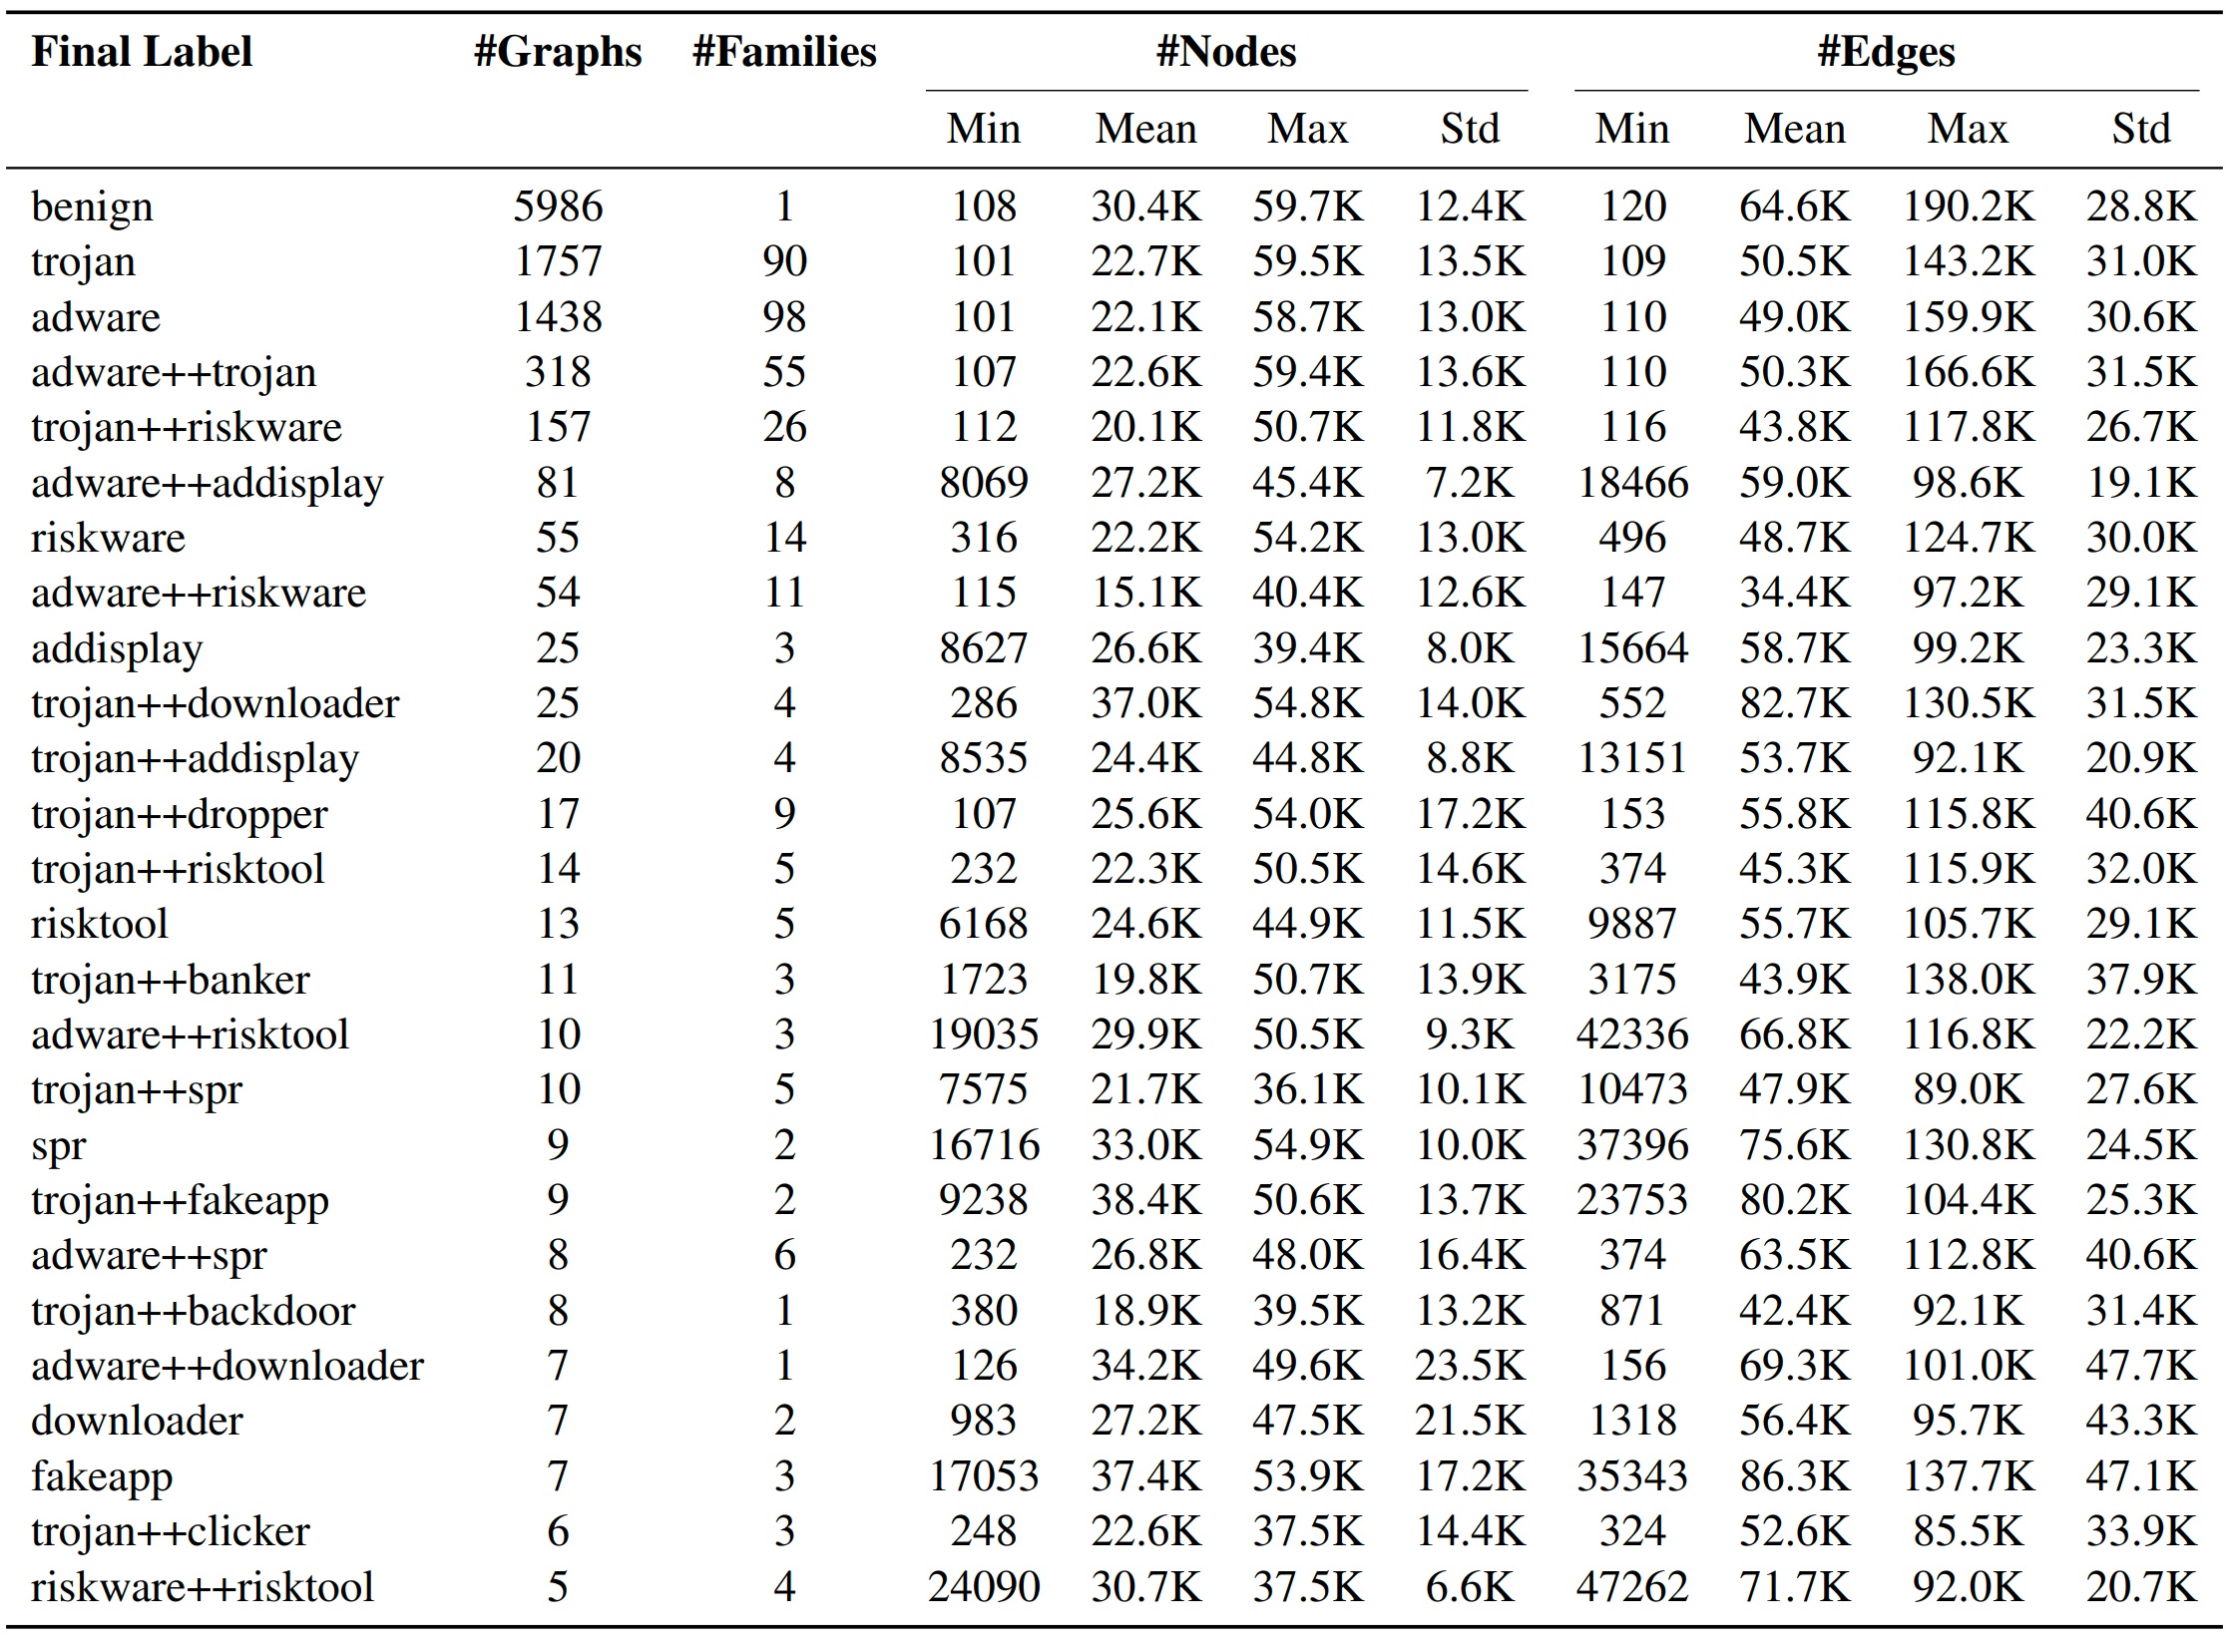 Final Label #Graphs #Families #Nodes #Edges
Min Mean Max Std Min Mean Max Std
benign 5986 1 108 30.4K 59.7K 12.4K 120 64.6K 190.2K 28.8K
trojan 1757 90 101 22.7K 59.5K 13.5K 109 50.5K 143.2K 31.0K
adware 1438 98 101 22.1K 58.7K 13.0K 110 49.0K 159.9K 30.6K
adware++trojan 318 55 107 22.6K 59.4K 13.6K 110 50.3K 166.6K 31.5K
trojan++riskware 157 26 112 20.1K 50.7K 11.8K 116 43.8K 117.8K 26.7K
adware++addisplay 81 8 8069 27.2K 45.4K 7.2K 18466 59.0K 98.6K 19.1K
riskware 55 14 316 22.2K 54.2K 13.0K 496 48.7K 124.7K 30.0K
adware++riskware 54 11 115 15.1K 40.4K 12.6K 147 34.4K 97.2K 29.1K
addisplay 25 3 8627 26.6K 39.4K 8.0K 15664 58.7K 99.2K 23.3K
trojan++downloader 25 4 286 37.0K 54.8K 14.0K 552 82.7K 130.5K 31.5K
trojan++addisplay 20 4 8535 24.4K 44.8K 8.8K 13151 53.7K 92.1K 20.9K
trojan++dropper 17 9 107 25.6K 54.0K 17.2K 153 55.8K 115.8K 40.6K
trojan++risktool 14 5 232 22.3K 50.5K 14.6K 374 45.3K 115.9K 32.0K
risktool 13 5 6168 24.6K 44.9K 11.5K 9887 55.7K 105.7K 29.1K
trojan++banker 11 3 1723 19.8K 50.7K 13.9K 3175 43.9K 138.0K 37.9K
adware++risktool 10 3 19035 29.9K 50.5K 9.3K 42336 66.8K 116.8K 22.2K
trojan++spr 10 5 7575 21.7K 36.1K 10.1K 10473 47.9K 89.0K 27.6K
spr 9 2 16716 33.0K 54.9K 10.0K 37396 75.6K 130.8K 24.5K
trojan++fakeapp 9 2 9238 38.4K 50.6K 13.7K 23753 80.2K 104.4K 25.3K
adware++spr 8 6 232 26.8K 48.0K 16.4K 374 63.5K 112.8K 40.6K
trojan++backdoor 8 1 380 18.9K 39.5K 13.2K 871 42.4K 92.1K 31.4K
adware++downloader 7 1 126 34.2K 49.6K 23.5K 156 69.3K 101.0K 47.7K
downloader 7 2 983 27.2K 47.5K 21.5K 1318 56.4K 95.7K 43.3K
fakeapp 7 3 17053 37.4K 53.9K 17.2K 35343 86.3K 137.7K 47.1K
trojan++clicker 6 3 248 22.6K 37.5K 14.4K 324 52.6K 85.5K 33.9K
riskware++risktool 5 4 24090 30.7K 37.5K 6.6K 47262 71.7K 92.0K 20.7K